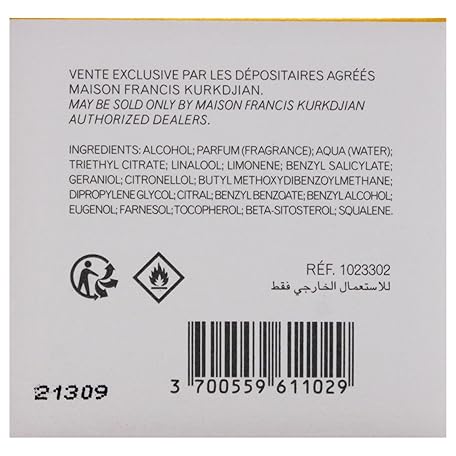 VENTE EXCLUSIVE PAR LES DÉPOSITAIRES AGRÉÉS
MAISON FRANCIS KURKDJIAN.
MAY BE SOLD ONLY BY MAISON FRANCIS KURKDJIAN
AUTHORIZED DEALERS.
INGREDIENTS: ALCOHOL; PARFUM (FRAGRANCE); AQUA (WATER);
TRIETHYL CITRATE; LINALOOL; LIMONENE; BENZYL SALICYLATE;
GERANIOL; CITRONELLOL; BUTYL METHOXYDIBENZOYLMETHANE;
DIPROPYLENE GLYCOL; CITRAL; BENZYL BENZOATE; BENZYL ALCOHOL;
EUGENOL; FARNESOL; TOCOPHEROL; BETA-SITOSTEROL; SQUALENE.
RÉF. 1023302
للاستعمال الخارجي فقط
21309
3 700559 611029